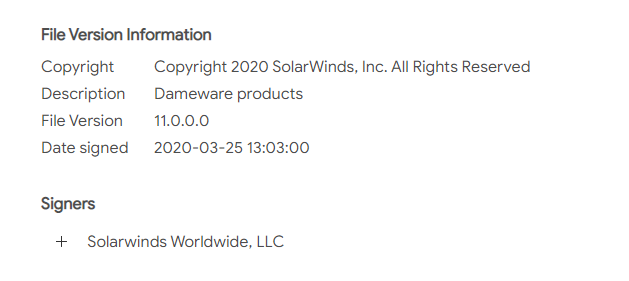 File Version Information
Copyright Copyright 2020 SolarWinds, Inc. All Rights Reserved
Description Dameware products
File Version 11.0.0.0
Date signed 2020-03-25 13:03:00
Signers
+ Solarwinds Worldwide, LLC